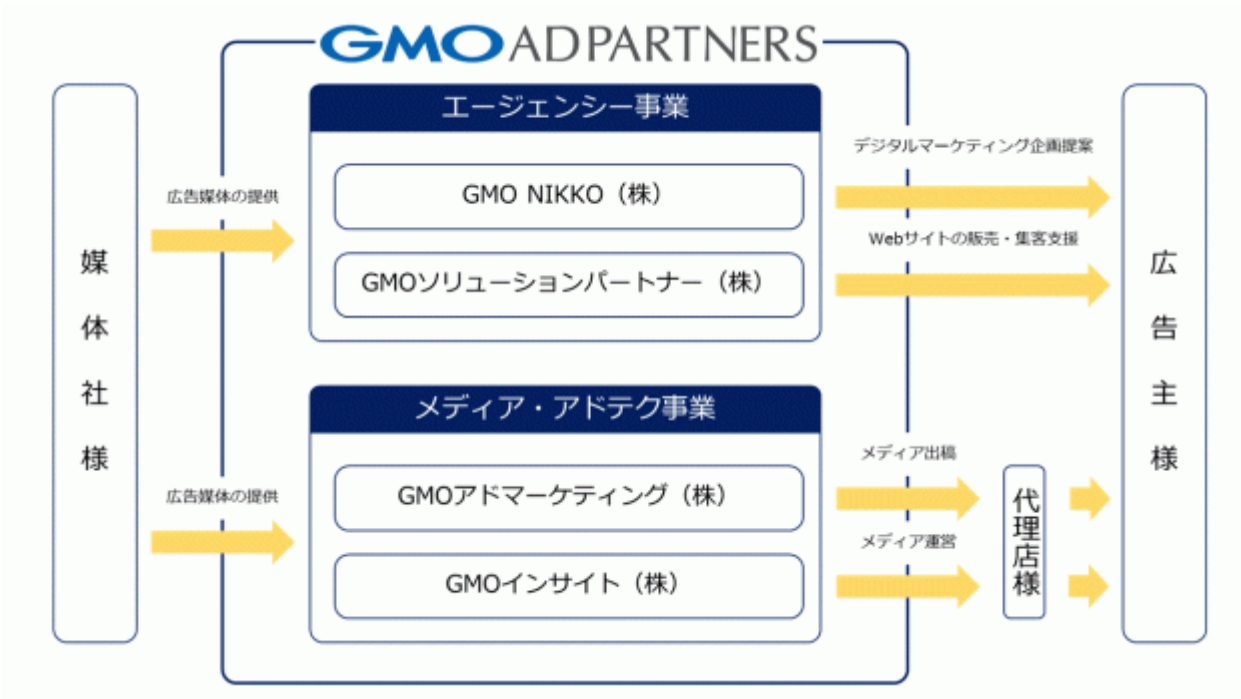 GMO AD PARTNERS
媒体社様
広告媒体の提供
エージェンシー事業
GMO NIKKO（株）
GMOソリューションパートナー（株）
デジタルマーケティング企画提案
Webサイトの販売・集客支援
広告媒体の提供
メディア・アドテク事業
GMOアドマーケティング（株）
GMOインサイト（株）
メディア出稿
メディア運営
代理店様
広告主様